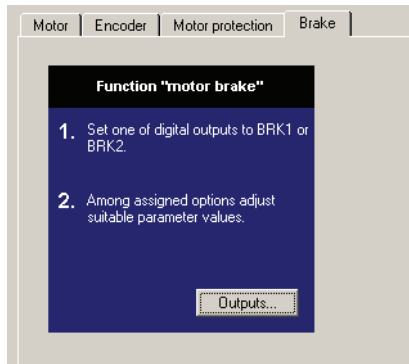 Motor Encoder Motor protection Brake
Function "motor brake"
1. Set one of digital outputs to BRK1 or
BRK2.
2. Among assigned options adjust
suitable parameter values.
Outputs...